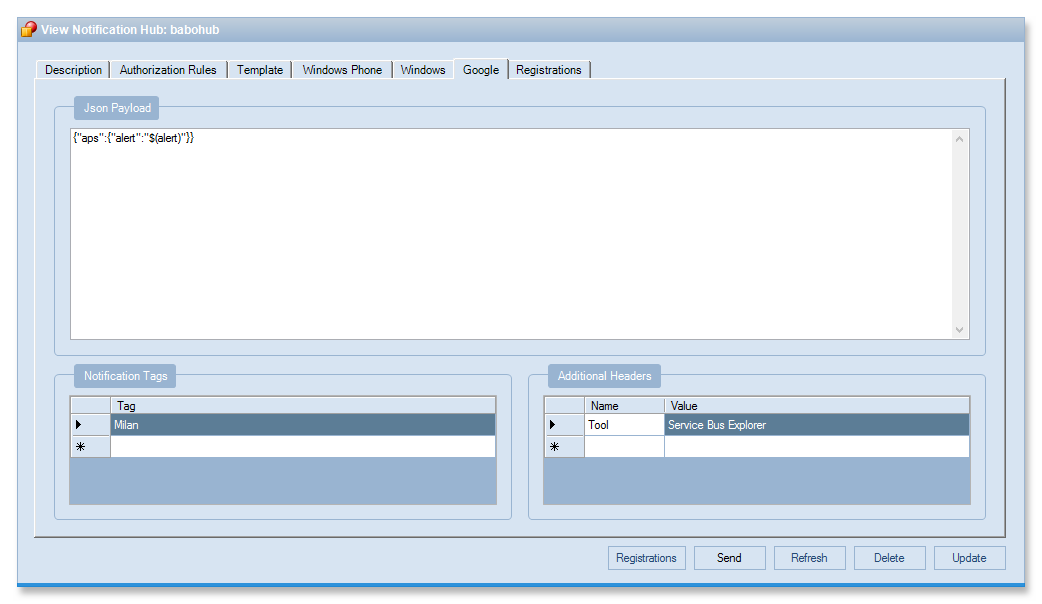 View Notification Hub: babohub
Description Authorization Rules Template Windows Phone Windows Google Registrations
Json Payload
{"aps":{"alert":"$(alert)"}}
Notification Tags
Tag
Milan
Additional Headers
Name Value
Tool Service Bus Explorer
Registrations Send Refresh Delete Update